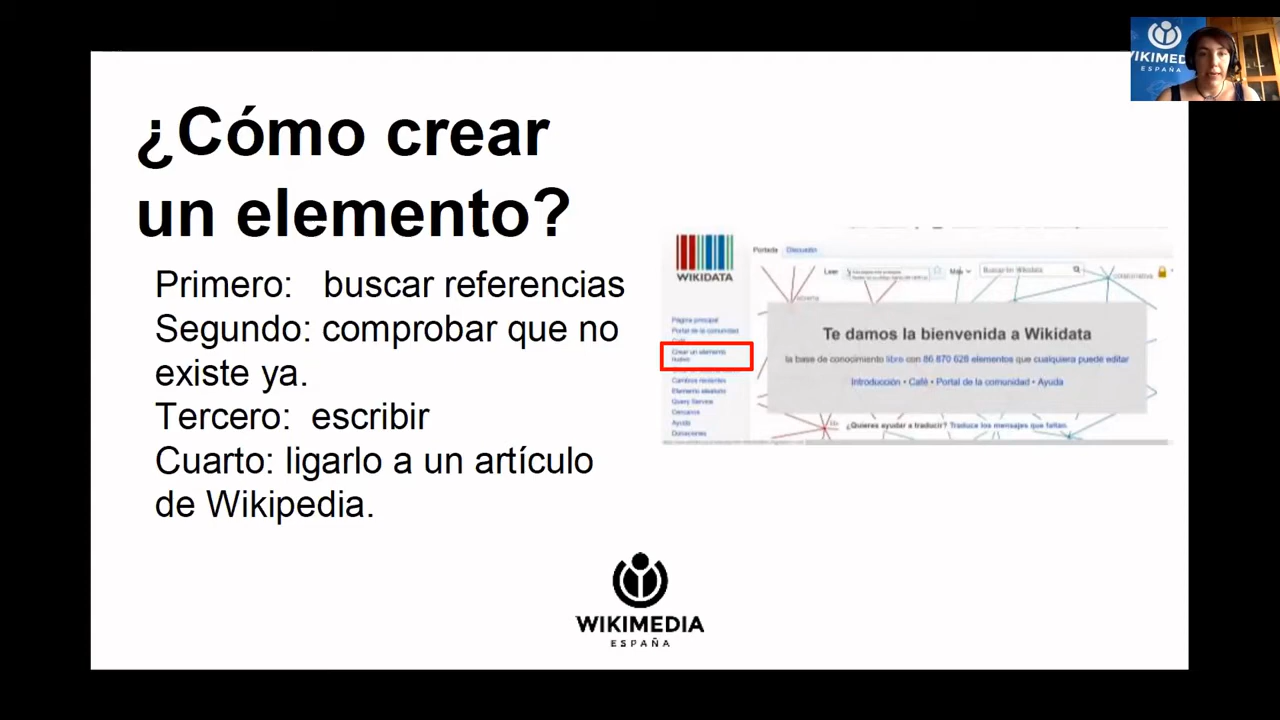 ¿Cómo crear
un elemento?
Primero: buscar referencias
Segundo: comprobar que no
existe ya.
Tercero: escribir
Cuarto: ligarlo a un artículo
de Wikipedia.
WIKIMEDIA
ESPAÑA
WIKIDATA
Portada Discusión
Leer
Más
Buscar en Wikidata
Página principal
Portal de la comunidad
Café
Crear un elemento
nuevo
Cambios recientes
Elemento aleatorio
Query Service
Cercanos
Ayuda
Donaciones
Te damos la bienvenida a Wikidata
la base de conocimiento libre con 86 870 628 elementos que cualquiera puede editar
Introducción • Café • Portal de la comunidad • Ayuda
¿Quieres ayudar a traducir? Traduce los mensajes que faltan.
WIKIMEDIA
ESPAÑA